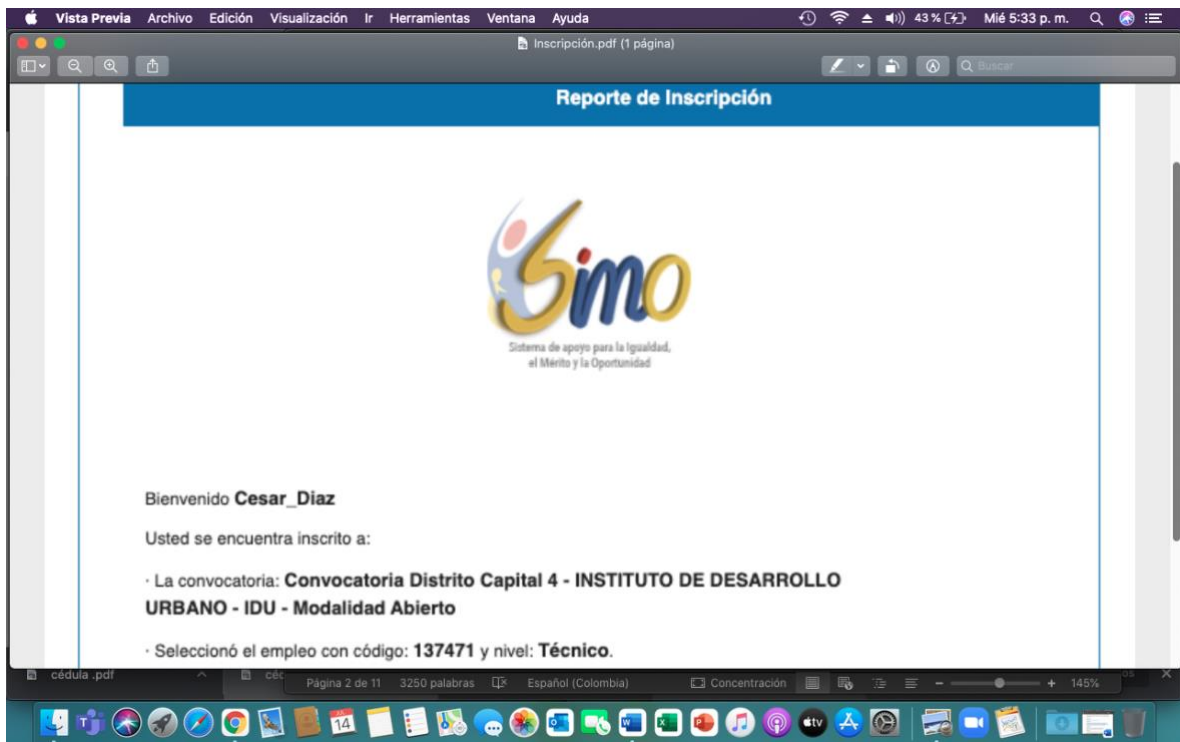 Vista Previa Archivo Edición Visualización Ir Herramientas Ventana Ayuda 43 % Mié 5:33 p. m.
Inscripción.pdf (1 página)
Buscar
Reporte de Inscripción
Simo
Sistema de apoyo para la Igualdad,
el Mérito y la Oportunidad
Bienvenido Cesar_Diaz
Usted se encuentra inscrito a:
· La convocatoria: Convocatoria Distrito Capital 4 - INSTITUTO DE DESARROLLO
URBANO - IDU - Modalidad Abierto
· Seleccionó el empleo con código: 137471 y nivel: Técnico.
cédula .pdf
Página 2 de 11 3250 palabras Español (Colombia) Concentración 145%
14
tv